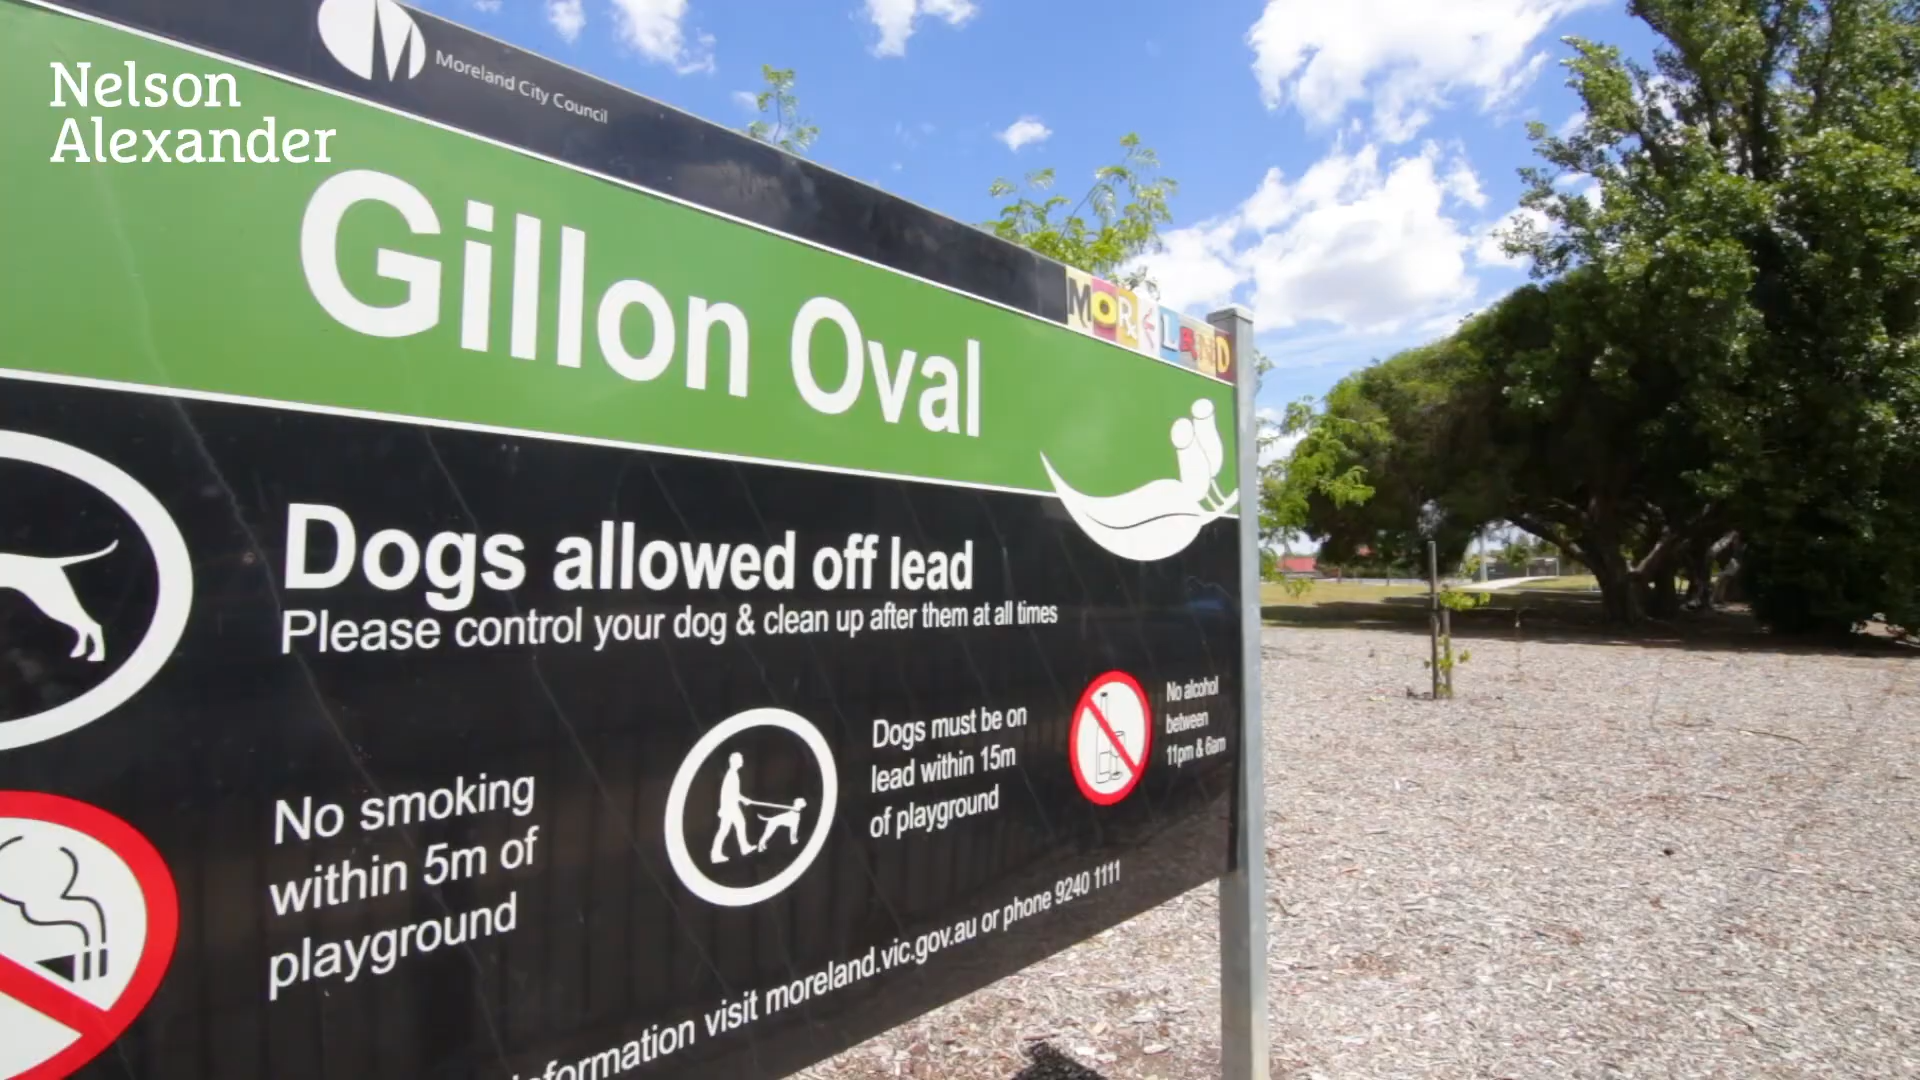 Nelson
Alexander
Moreland City Council
MORELAND
Gillon Oval
Dogs allowed off lead
Please control your dog & clean up after them at all times
No smoking
within 5m of
playground
Dogs must be on
lead within 15m
of playground
No alcohol
between
11pm & 6am
visit moreland.vic.gov.au or phone 9240 1111